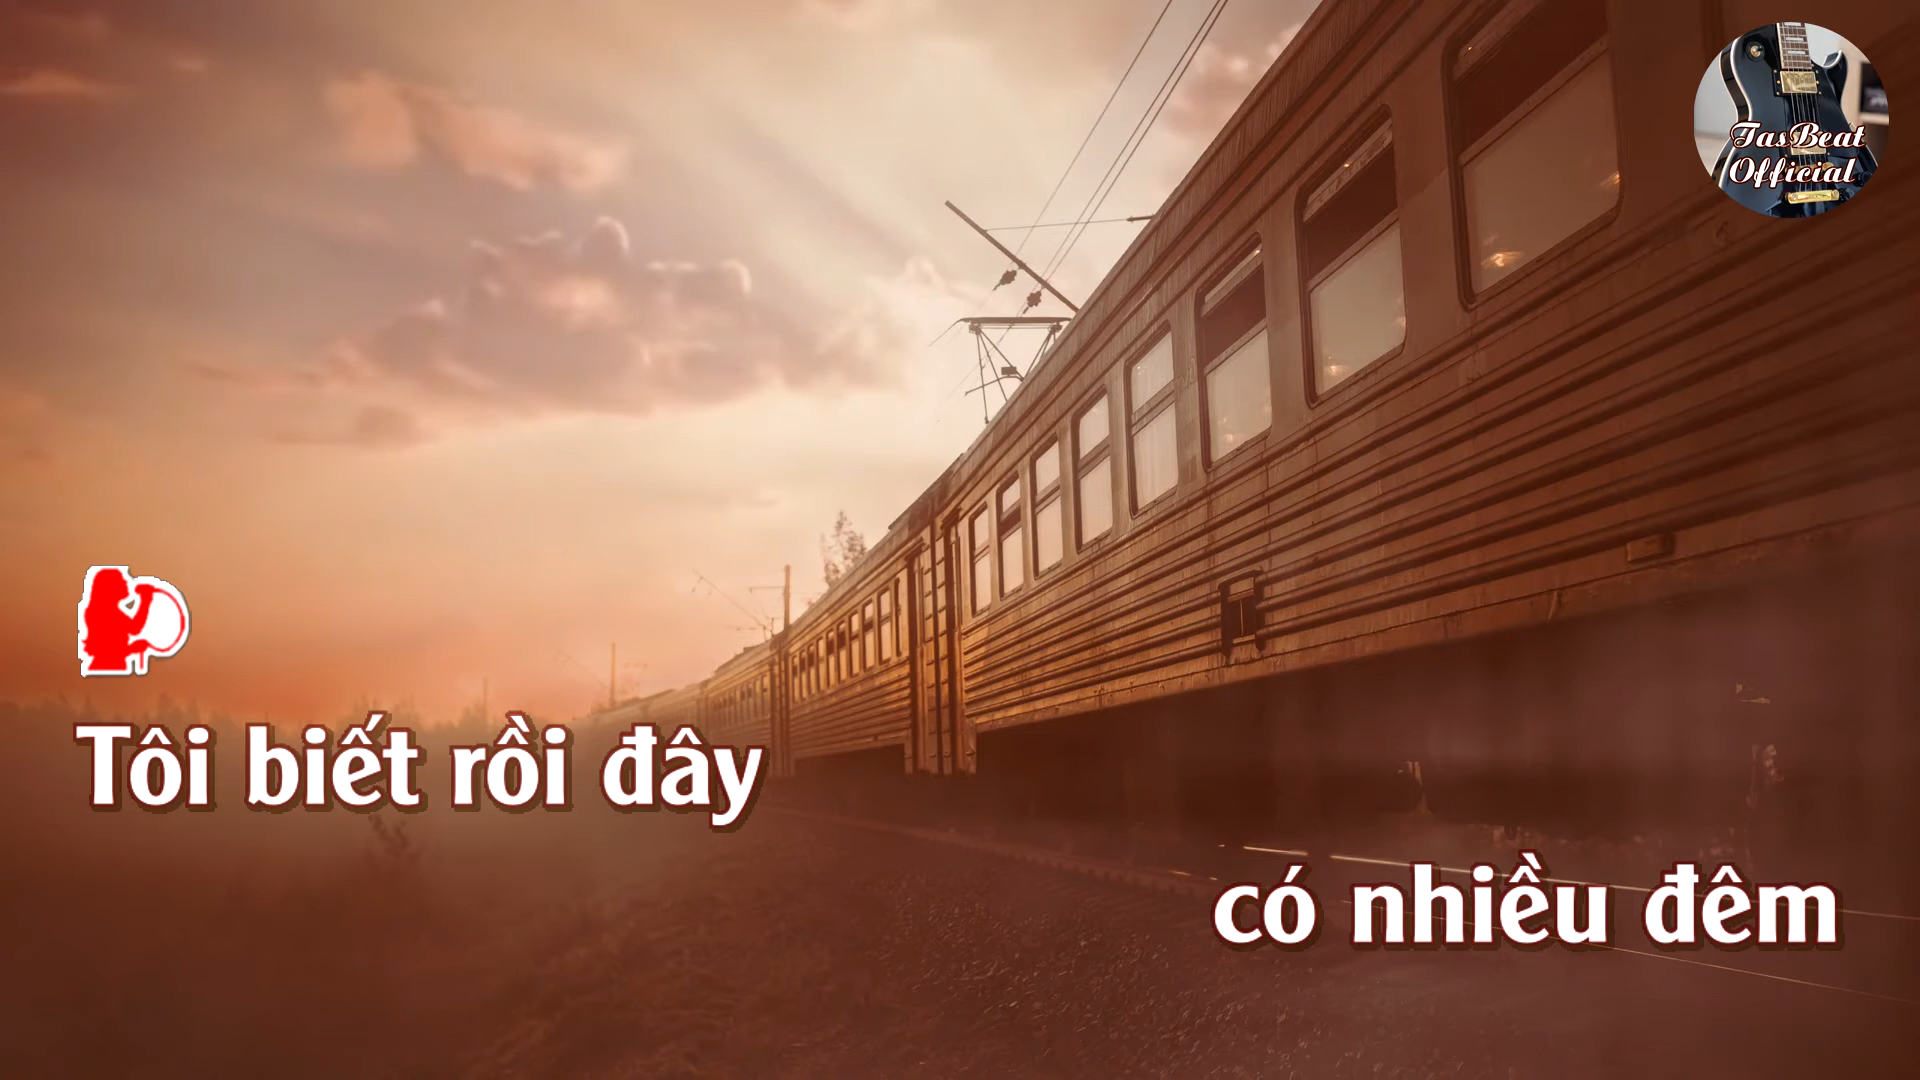 TasBeat
Official
Tôi biết rồi đây
có nhiều đêm